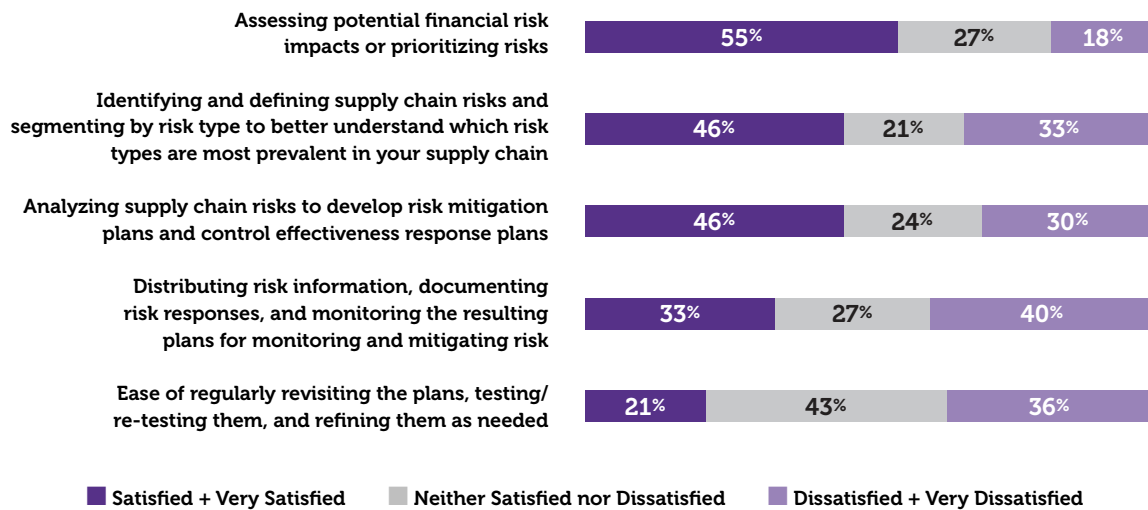 Assessing potential financial risk
impacts or prioritizing risks
55% 27% 18%
Identifying and defining supply chain risks and
segmenting by risk type to better understand which risk
types are most prevalent in your supply chain
46% 21% 33%
Analyzing supply chain risks to develop risk mitigation
plans and control effectiveness response plans
46% 24% 30%
Distributing risk information, documenting
risk responses, and monitoring the resulting
plans for monitoring and mitigating risk
33% 27% 40%
Ease of regularly revisiting the plans, testing/
re-testing them, and refining them as needed
21% 43% 36%
Satisfied + Very Satisfied Neither Satisfied nor Dissatisfied Dissatisfied + Very Dissatisfied